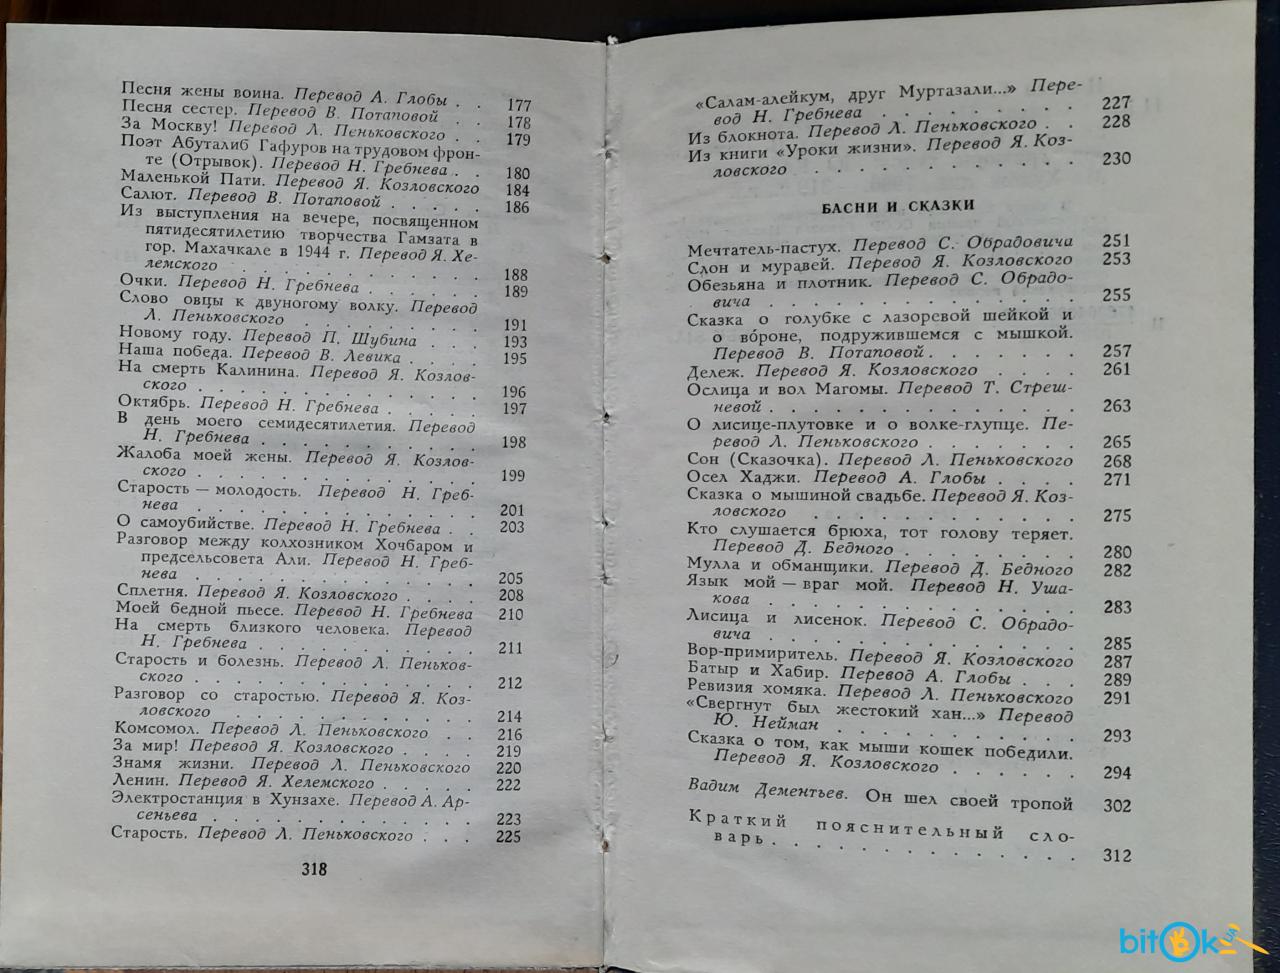 Песня жены воина. Перевод А. Глобы . . 177
Песня сестер. Перевод В. Потаповой . . 178
За Москву! Перевод Л. Пеньковского . . 179
Поэт Абуталиб Гафуров на трудовом фрон-
те (Отрывок). Перевод Н. Гребнева . . 180
Маленькой Пати. Перевод Я. Козловского 184
Салют. Перевод В. Потаповой . . . . . 186
Из выступления на вечере, посвященном
пятидесятилетию творчества Гамзата в
гор. Махачкале в 1944 г. Перевод Я. Хе-
лемского . . . . . . . . . . . . . 188
Очки. Перевод Н. Гребнева . . . . . . 189
Слово овцы к двуногому волку. Перевод
Л. Пеньковского . . . . . . . . . 191
Новому году. Перевод П. Шубина . . . 193
Наша победа. Перевод В. Левика . . . . 195
На смерть Калинина. Перевод Я. Козлов-
ского . . . . . . . . . . . . . . 196
Октябрь. Перевод Н. Гребнева . . . . . 197
В день моего семидесятилетия. Перевод
Н. Гребнева . . . . . . . . . . . 198
Жалоба моей жены. Перевод Я. Козлов-
ского . . . . . . . . . . . . . . 199
Старость — молодость. Перевод Н. Греб-
нева . . . . . . . . . . . . . . 201
О самоубийстве. Перевод Н. Гребнева . . 203
Разговор между колхозником Хочбаром и
предсельсовета Али. Перевод Н. Греб-
нева . . . . . . . . . . . . . . 205
Сплетня. Перевод Я. Козловского . . . . 208
Моей бедной пьесе. Перевод Н. Гребнева 210
На смерть близкого человека. Перевод
Н. Гребнева . . . . . . . . . . . 211
Старость и болезнь. Перевод Л. Пеньков-
ского . . . . . . . . . . . . . . 212
Разговор со старостью. Перевод Я. Коз-
ловского . . . . . . . . . . . . 214
Комсомол. Перевод Л. Пеньковского . . 216
За мир! Перевод Я. Козловского . . . . 219
Знамя жизни. Перевод Л. Пеньковского 220
Ленин. Перевод Я. Хелемского . . . . . 222
Электростанция в Хунзахе. Перевод А. Ар-
сеньева . . . . . . . . . . . . . 223
Старость. Перевод Л. Пеньковского . . . 225
318
«Салам-алейкум, друг Муртазали...» Пере-
вод Н. Гребнева . . . . . . . . . 227
Из блокнота. Перевод Л. Пеньковского . . 228
Из книги «Уроки жизни». Перевод Я. Коз-
ловского . . . . . . . . . . . . 230
БАСНИ И СКАЗКИ
Мечтатель-пастух. Перевод С. Обрадовича 251
Слон и муравей. Перевод Я. Козловского 253
Обезьяна и плотник. Перевод С. Обрадо-
вича . . . . . . . . . . . . . . 255
Сказка о голубке с лазоревой шейкой и
о во́роне, подружившемся с мышкой.
Перевод В. Потаповой . . . . . . . 257
Дележ. Перевод Я. Козловского . . . . 261
Ослица и вол Магомы. Перевод Т. Стреш-
невой . . . . . . . . . . . . . . 263
О лисице-плутовке и о волке-глупце. Пе-
ревод Л. Пеньковского . . . . . . . 265
Сон (Сказочка). Перевод Л. Пеньковского 268
Осел Хаджи. Перевод А. Глобы . . . . 271
Сказка о мышиной свадьбе. Перевод Я. Коз-
ловского . . . . . . . . . . . . 275
Кто слушается брюха, тот голову теряет.
Перевод Д. Бедного . . . . . . . . 280
Мулла и обманщики. Перевод Д. Бедного 282
Язык мой — враг мой. Перевод Н. Уша-
кова . . . . . . . . . . . . . . 283
Лисица и лисенок. Перевод С. Обрадо-
вича . . . . . . . . . . . . . . 285
Вор-примиритель. Перевод Я. Козловского 287
Батыр и Хабир. Перевод А. Глобы . . . 289
Ревизия хомяка. Перевод Л. Пеньковского 291
«Свергнут был жестокий хан...» Перевод
Ю. Нейман . . . . . . . . . . . 293
Сказка о том, как мыши кошек победили.
Перевод Я. Козловского . . . . . . 294
Вадим Дементьев. Он шел своей тропой 302
Краткий пояснительный сло-
варь . . . . . . . . . . . . . . 312
bitOk
UA